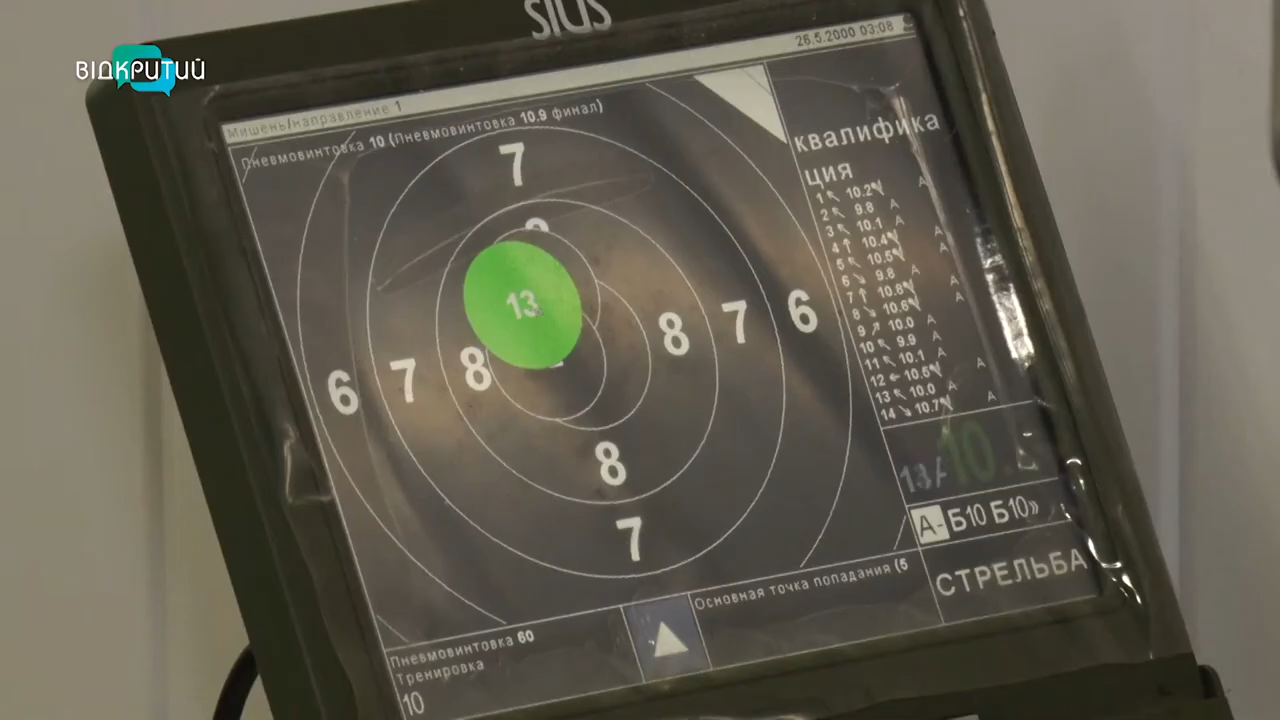 SIUS
ВІДКРИТИЙ
26.5.2000 03:08
Мишень/направление 1
Пневмовинтовка 10 (Пневмовинтовка 10.9 финал)
квалифика
ция
1 ↖ 10.2 A
2 ↖ 9.8 A
3 ↖ 10.1 A
4 ↑ 10.4 A
5 ↖ 10.5 A
6 ↘ 9.8 A
7 ↑ 10.8 A
8 ↘ 10.6 A
9 ↗ 10.0 A
10 ↖ 9.9 A
11 ↖ 10.1 A
12 ← 10.5 A
13 ↖ 10.0 A
14 ↘ 10.7 A
7
13
8 7 6
6 7 8
8
7
13/
10.
А- Б10 Б10»
СТРЕЛЬБА
Основная точка попадания (5
Пневмовинтовка 60
Тренировка
10